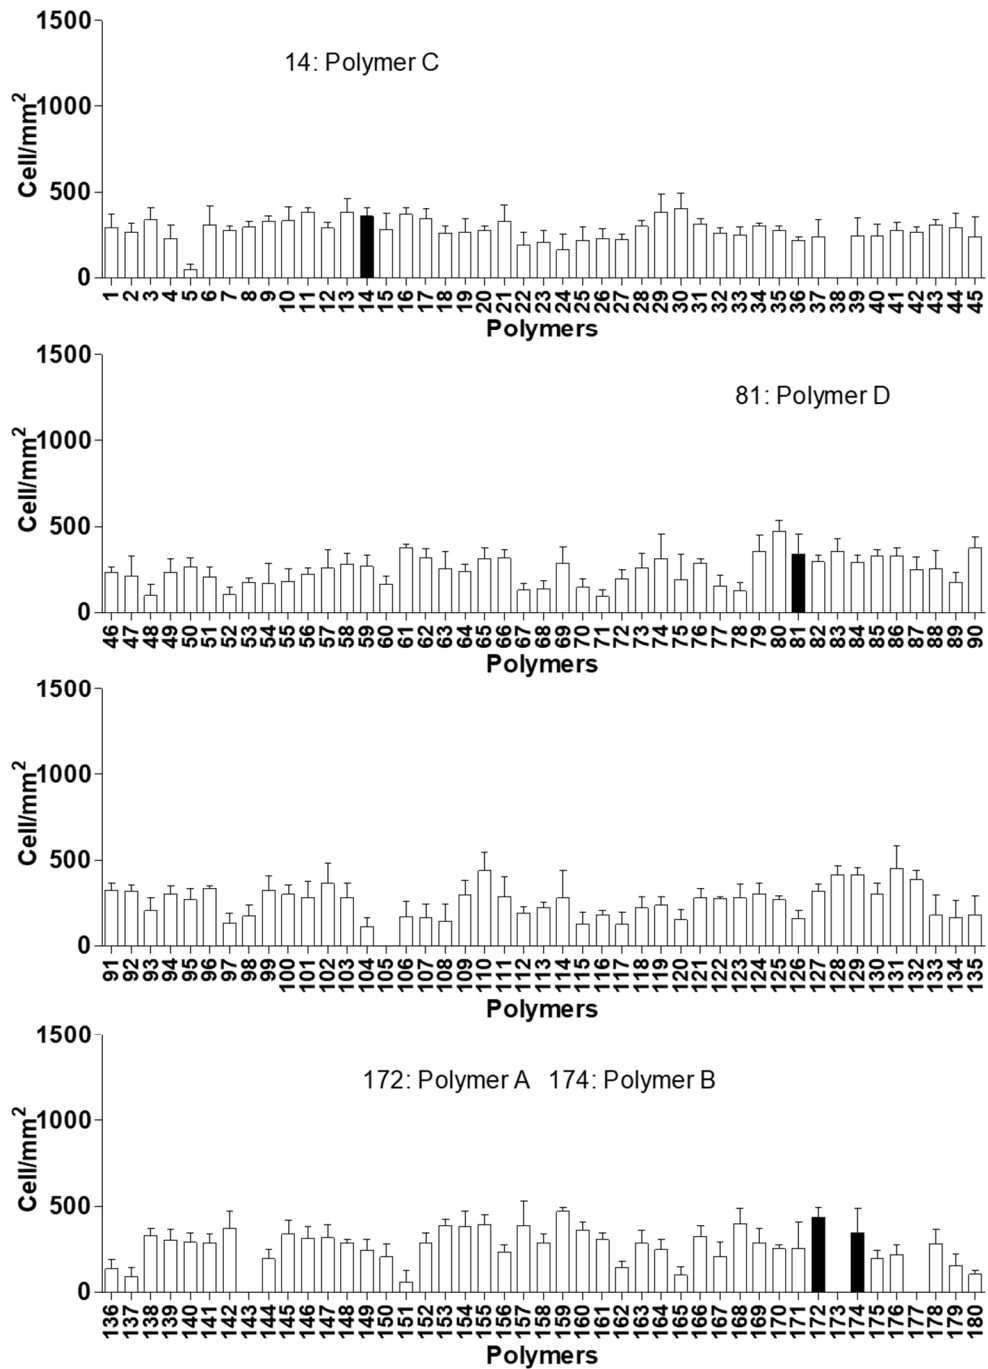 1500
14: Polymer C
1000
Cell/mm²
500
0
1 2 3 4 5 6 7 8 9 10 11 12 13 14 15 16 17 18 19 20 21 22 23 24 25 26 27 28 29 30 31 32 33 34 35 36 37 38 39 40 41 42 43 44 45
Polymers
1500
81: Polymer D
1000
Cell/mm²
500
0
46 47 48 49 50 51 52 53 54 55 56 57 58 59 60 61 62 63 64 65 66 67 68 69 70 71 72 73 74 75 76 77 78 79 80 81 82 83 84 85 86 87 88 89 90
Polymers
1500
1000
Cell/mm²
500
0
91 92 93 94 95 96 97 98 99 100 101 102 103 104 105 106 107 108 109 110 111 112 113 114 115 116 117 118 119 120 121 122 123 124 125 126 127 128 129 130 131 132 133 134 135
Polymers
1500
172: Polymer A 174: Polymer B
1000
Cell/mm²
500
0
136 137 138 139 140 141 142 143 144 145 146 147 148 149 150 151 152 153 154 155 156 157 158 159 160 161 162 163 164 165 166 167 168 169 170 171 172 173 174 175 176 177 178 179 180
Polymers